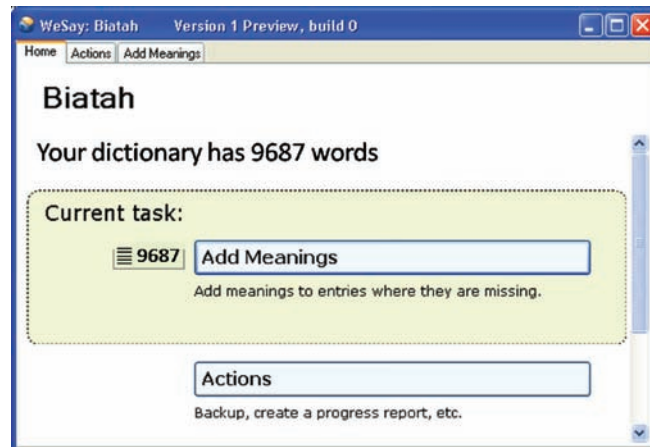 WeSay: Biatah Version 1 Preview, build 0
Home Actions Add Meanings
Biatah
Your dictionary has 9687 words
Current task:
9687 Add Meanings
Add meanings to entries where they are missing.
Actions
Backup, create a progress report, etc.